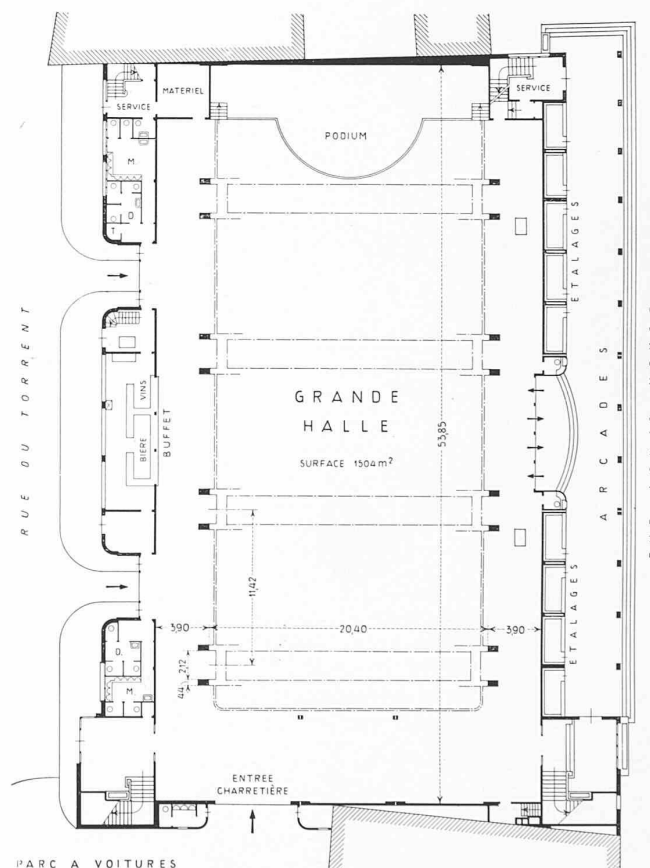 SERVICE
MATERIEL
SERVICE
PODIUM
M.
D.
T
ETALAGES
RUE DU TORRENT
VINS
BIERE
BUFFET
GRANDE
HALLE
SURFACE 1504 m²
53,85
ARCADES
11,42
ETALAGES
3,90
20,40
3,90
D.
M.
2,12
44
ENTREE
CHARRETIÈRE
PARC A VOITURES